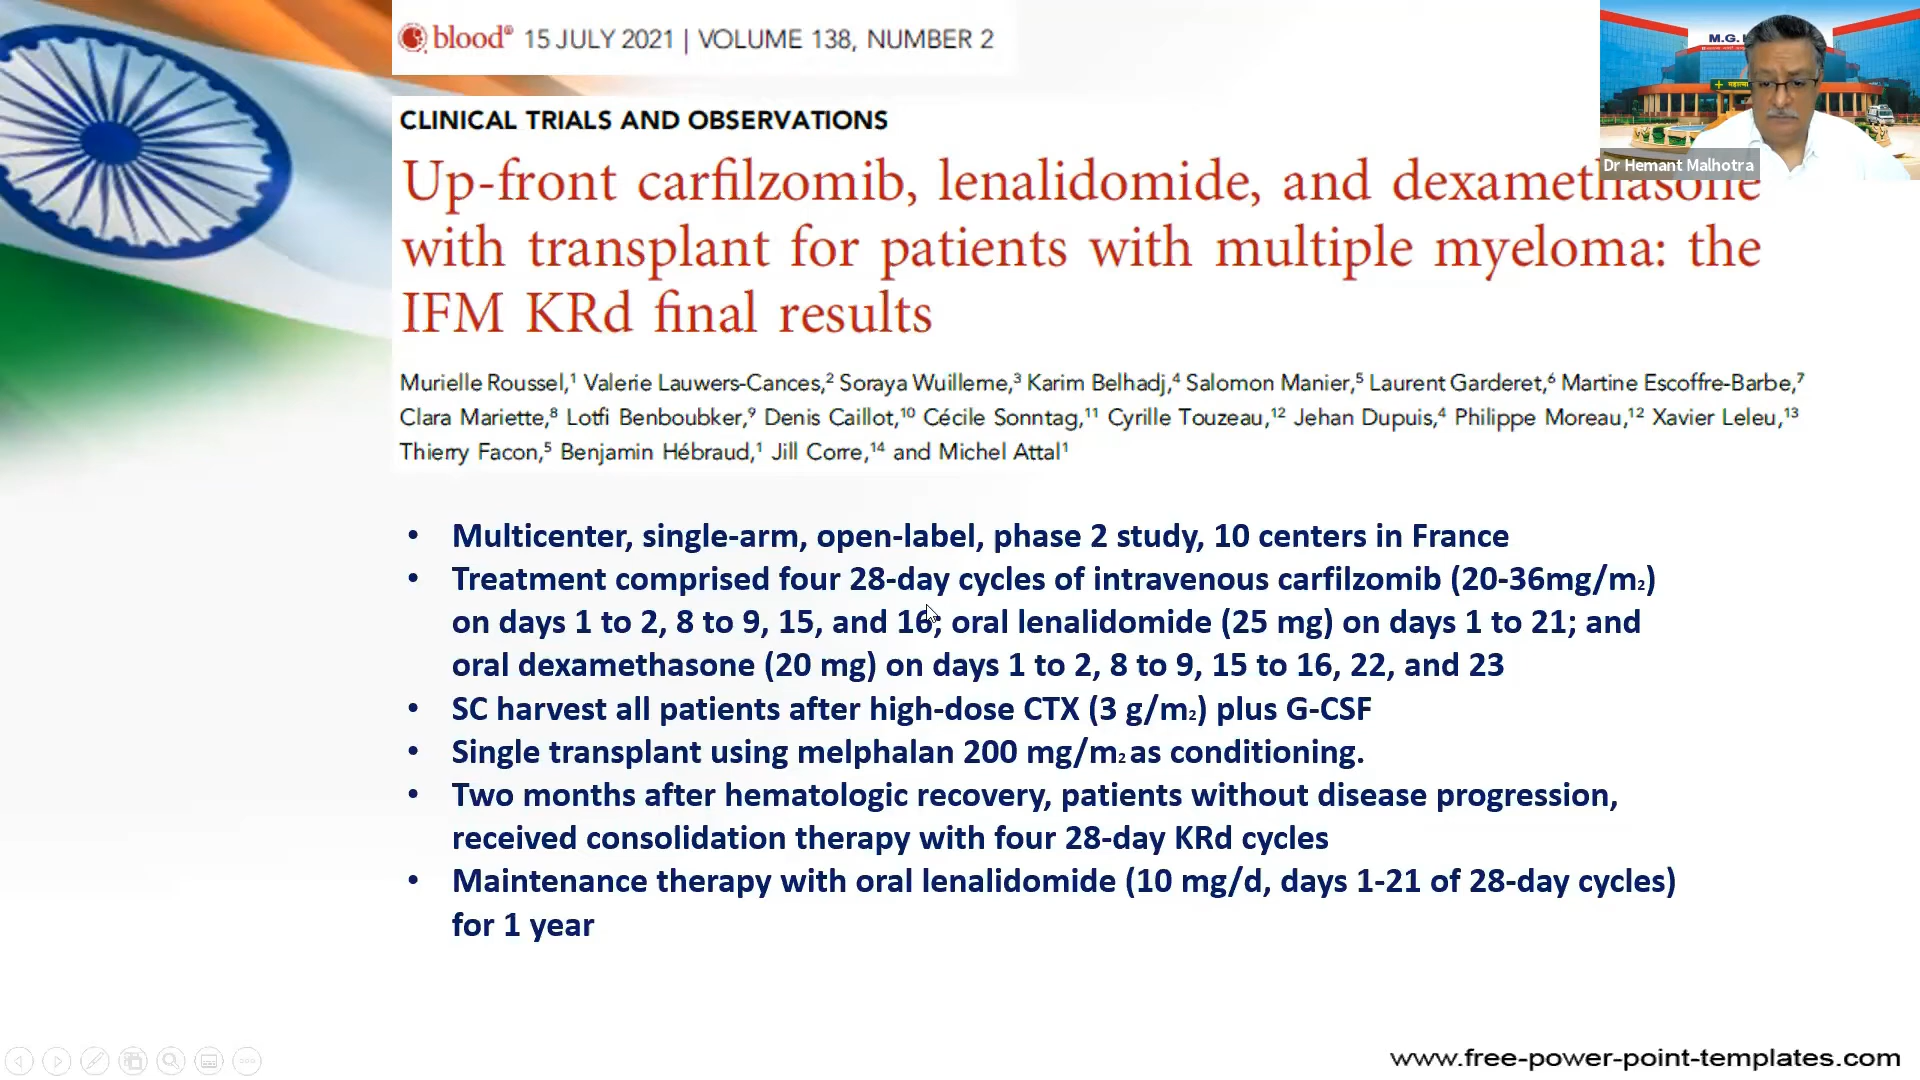 blood® 15 JULY 2021 | VOLUME 138, NUMBER 2
M.G.
Dr Hemant Malhotra
CLINICAL TRIALS AND OBSERVATIONS
Up-front carfilzomib, lenalidomide, and dexamethasone
with transplant for patients with multiple myeloma: the
IFM KRd final results
Murielle Roussel,¹ Valerie Lauwers-Cances,² Soraya Wuilleme,³ Karim Belhadj,⁴ Salomon Manier,⁵ Laurent Garderet,⁶ Martine Escoffre-Barbe,⁷
Clara Mariette,⁸ Lotfi Benboubker,⁹ Denis Caillot,¹⁰ Cécile Sonntag,¹¹ Cyrille Touzeau,¹² Jehan Dupuis,⁴ Philippe Moreau,¹² Xavier Leleu,¹³
Thierry Facon,⁵ Benjamin Hébraud,¹ Jill Corre,¹⁴ and Michel Attal¹
• Multicenter, single-arm, open-label, phase 2 study, 10 centers in France
• Treatment comprised four 28-day cycles of intravenous carfilzomib (20-36mg/m₂)
on days 1 to 2, 8 to 9, 15, and 16; oral lenalidomide (25 mg) on days 1 to 21; and
oral dexamethasone (20 mg) on days 1 to 2, 8 to 9, 15 to 16, 22, and 23
• SC harvest all patients after high-dose CTX (3 g/m₂) plus G-CSF
• Single transplant using melphalan 200 mg/m₂ as conditioning.
• Two months after hematologic recovery, patients without disease progression,
received consolidation therapy with four 28-day KRd cycles
• Maintenance therapy with oral lenalidomide (10 mg/d, days 1-21 of 28-day cycles)
for 1 year
www.free-power-point-templates.com